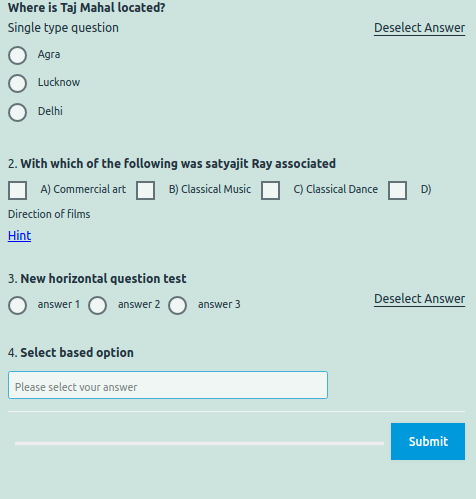 Where is Taj Mahal located?
Single type question Deselect Answer
Agra
Lucknow
Delhi
2. With which of the following was satyajit Ray associated
A) Commercial art B) Classical Music C) Classical Dance D)
Direction of films
Hint
3. New horizontal question test
answer 1 answer 2 answer 3 Deselect Answer
4. Select based option
Please select your answer
Submit